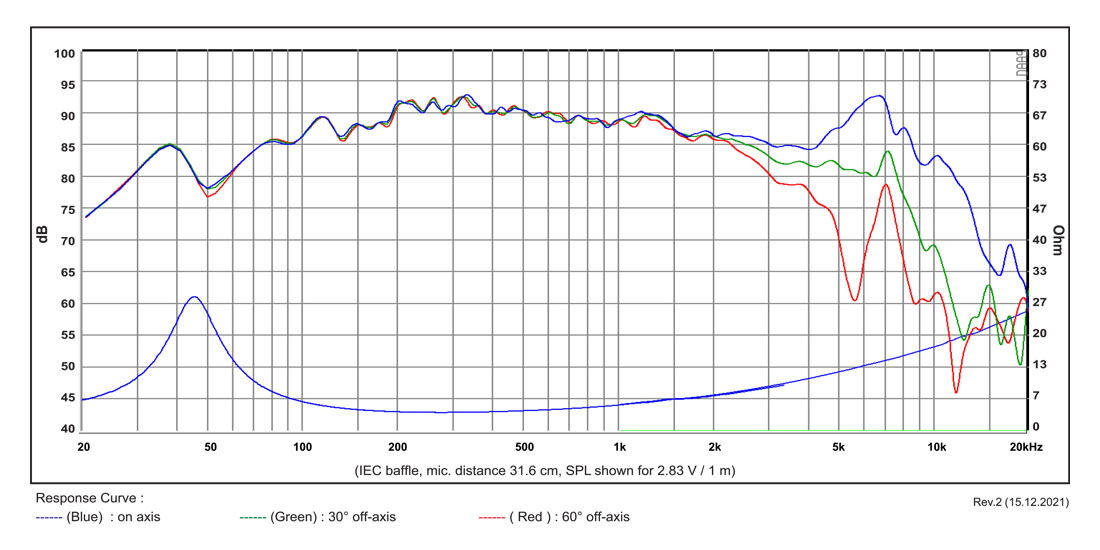 100 80
DAAS
95 73
90 67
85 60
80 53
75 47
dB
70 40
Ohm
65 33
60 27
55 20
50 13
45 7
40 0
20 50 100 200 500 1k 2k 5k 10k 20kHz
(IEC baffle, mic. distance 31.6 cm, SPL shown for 2.83 V / 1 m)
Response Curve :
Rev.2 (15.12.2021)
------ (Blue) : on axis ------ (Green) : 30° off-axis ------ ( Red ) : 60° off-axis